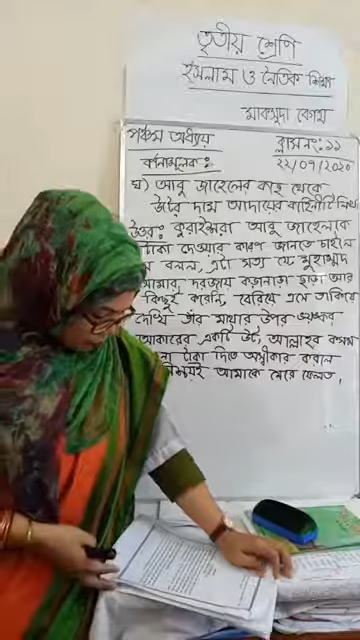 তৃতীয় শ্রেণি
ইসলাম ও নৈতিক শিক্ষা
মাকসুদা বেগম
পঞ্চম অধ্যায়
ক্লাস নং: ১১
বর্ণনামূলক :
২২/০৭/২০২০
ঘ) আবু জাহেলের কাছ থেকে
উটের দাম আদায়ের কাহিনীটি লিখ
উত্তর: কুরাইশরা আবু জাহেলকে
টাকা দেওয়ার কারণ জানতে চাইলে
বলল, এটা সত্য যে মুহাম্মদ
আমার, দরজায় কড়ানাড়া ছাড়া আর
কিছুই করেনি, বেরিয়ে এসে তাকিয়ে
দেখি তাঁর মাথার উপর ভয়ঙ্কর
আকারের একটি উট, আল্লাহর কসম
টাকা দিতে অস্বীকার করলে
নিশ্চয়ই আমাকে মেরে ফেলত,